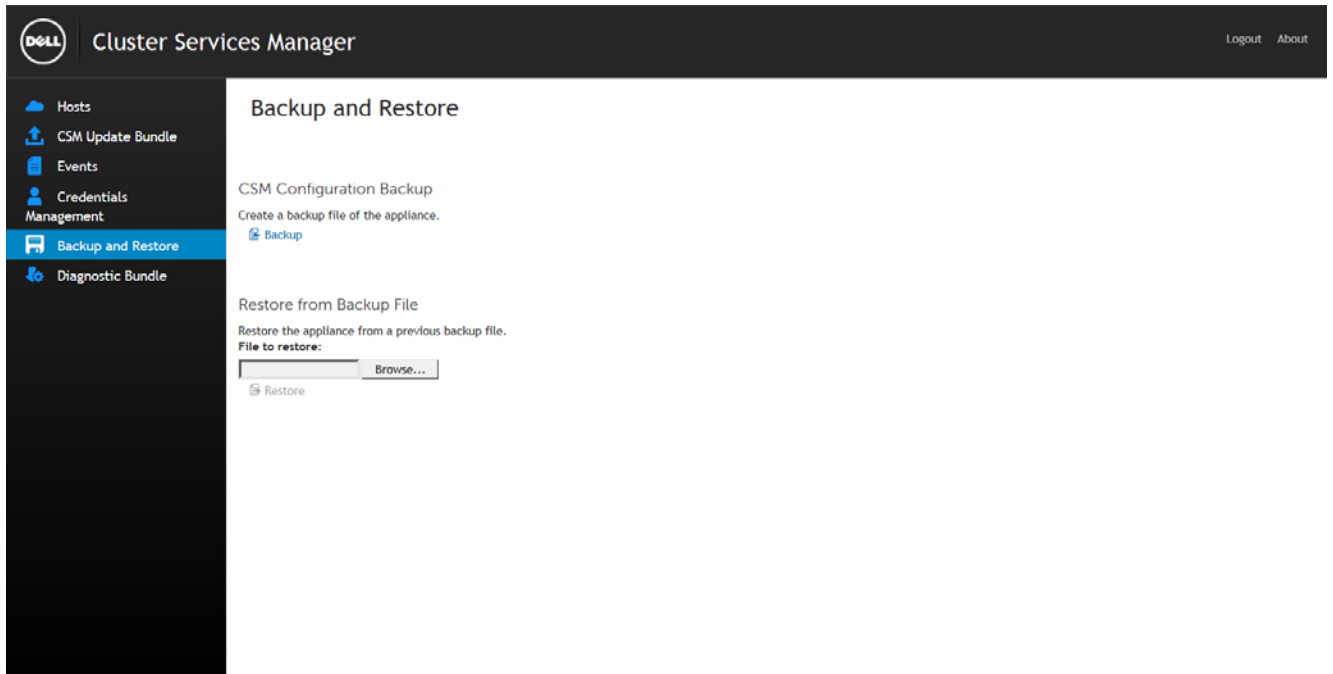 DELL
Cluster Services Manager
Logout About
Hosts
CSM Update Bundle
Events
Credentials
Management
Backup and Restore
Diagnostic Bundle
Backup and Restore
CSM Configuration Backup
Create a backup file of the appliance.
Backup
Restore from Backup File
Restore the appliance from a previous backup file.
File to restore:
Browse...
Restore